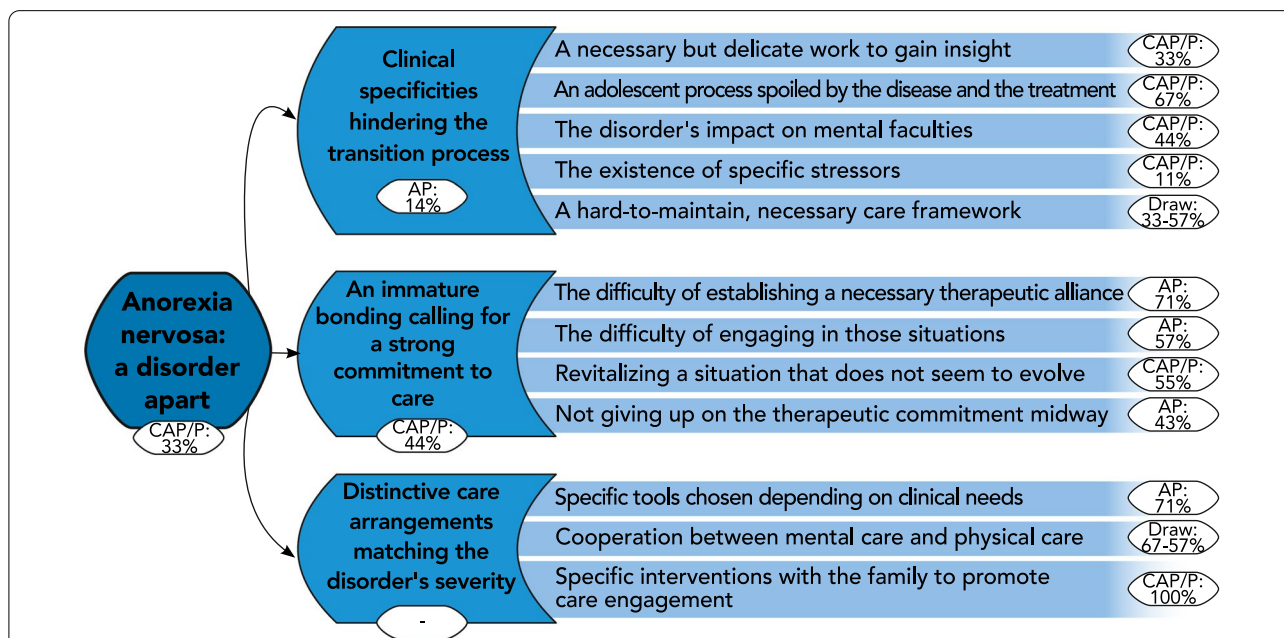 Clinical
specificities
hindering the
transition process
AP:
14%
A necessary but delicate work to gain insight
CAP/P:
33%
An adolescent process spoiled by the disease and the treatment
CAP/P:
67%
The disorder's impact on mental faculties
CAP/P:
44%
The existence of specific stressors
CAP/P:
11%
A hard-to-maintain, necessary care framework
Draw:
33-57%
Anorexia
nervosa:
a disorder
apart
CAP/P:
33%
An immature
bonding calling for
a strong
commitment to
care
CAP/P:
44%
The difficulty of establishing a necessary therapeutic alliance
AP:
71%
The difficulty of engaging in those situations
AP:
57%
Revitalizing a situation that does not seem to evolve
CAP/P:
55%
Not giving up on the therapeutic commitment midway
AP:
43%
Distinctive care
arrangements
matching the
disorder's severity
-
Specific tools chosen depending on clinical needs
AP:
71%
Cooperation between mental care and physical care
Draw:
67-57%
Specific interventions with the family to promote
care engagement
CAP/P:
100%